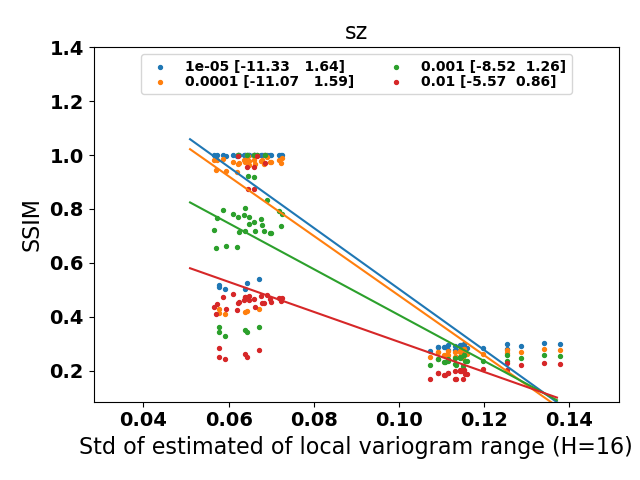 sz
1e-05 [-11.33 1.64]
0.0001 [-11.07 1.59]
0.001 [-8.52 1.26]
0.01 [-5.57 0.86]
SSIM
1.4
1.2
1.0
0.8
0.6
0.4
0.2
0.04 0.06 0.08 0.10 0.12 0.14
Std of estimated of local variogram range (H=16)